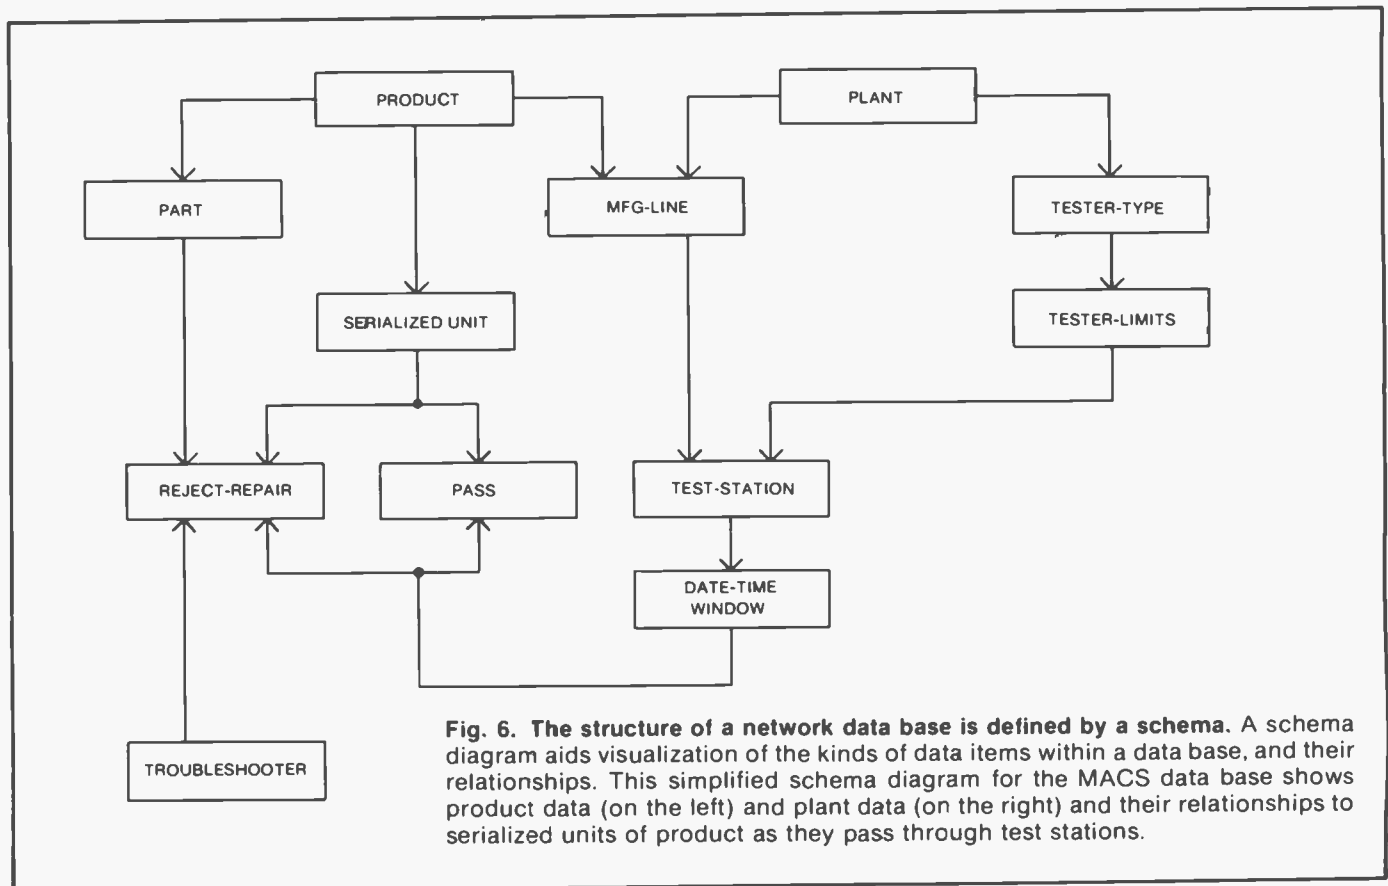 PRODUCT
PLANT
PART
MFG-LINE
TESTER-TYPE
SERIALIZED UNIT
TESTER-LIMITS
REJECT-REPAIR
PASS
TEST-STATION
DATE-TIME
WINDOW
TROUBLESHOOTER
Fig. 6. The structure of a network data base is defined by a schema. A schema
diagram aids visualization of the kinds of data items within a data base, and their
relationships. This simplified schema diagram for the MACS data base shows
product data (on the left) and plant data (on the right) and their relationships to
serialized units of product as they pass through test stations.